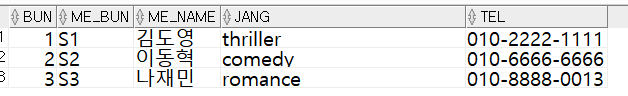 BUN ME_BUN ME_NAME JANG TEL
1 1 S1 김도영 thriller 010-2222-1111
2 2 S2 이동혁 comedy 010-6666-6666
3 3 S3 나재민 romance 010-8888-0013